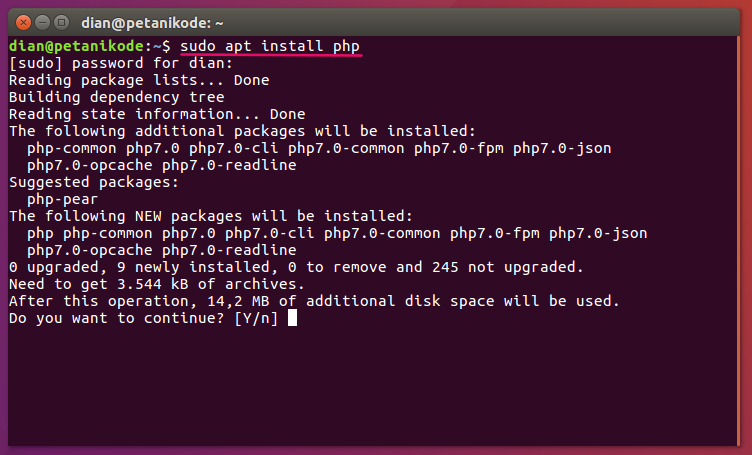 dian@petanikode: ~
dian@petanikode:~$ sudo apt install php
[sudo] password for dian:
Reading package lists... Done
Building dependency tree
Reading state information... Done
The following additional packages will be installed:
  php-common php7.0 php7.0-cli php7.0-common php7.0-fpm php7.0-json
  php7.0-opcache php7.0-readline
Suggested packages:
  php-pear
The following NEW packages will be installed:
  php php-common php7.0 php7.0-cli php7.0-common php7.0-fpm php7.0-json
  php7.0-opcache php7.0-readline
0 upgraded, 9 newly installed, 0 to remove and 245 not upgraded.
Need to get 3.544 kB of archives.
After this operation, 14,2 MB of additional disk space will be used.
Do you want to continue? [Y/n]